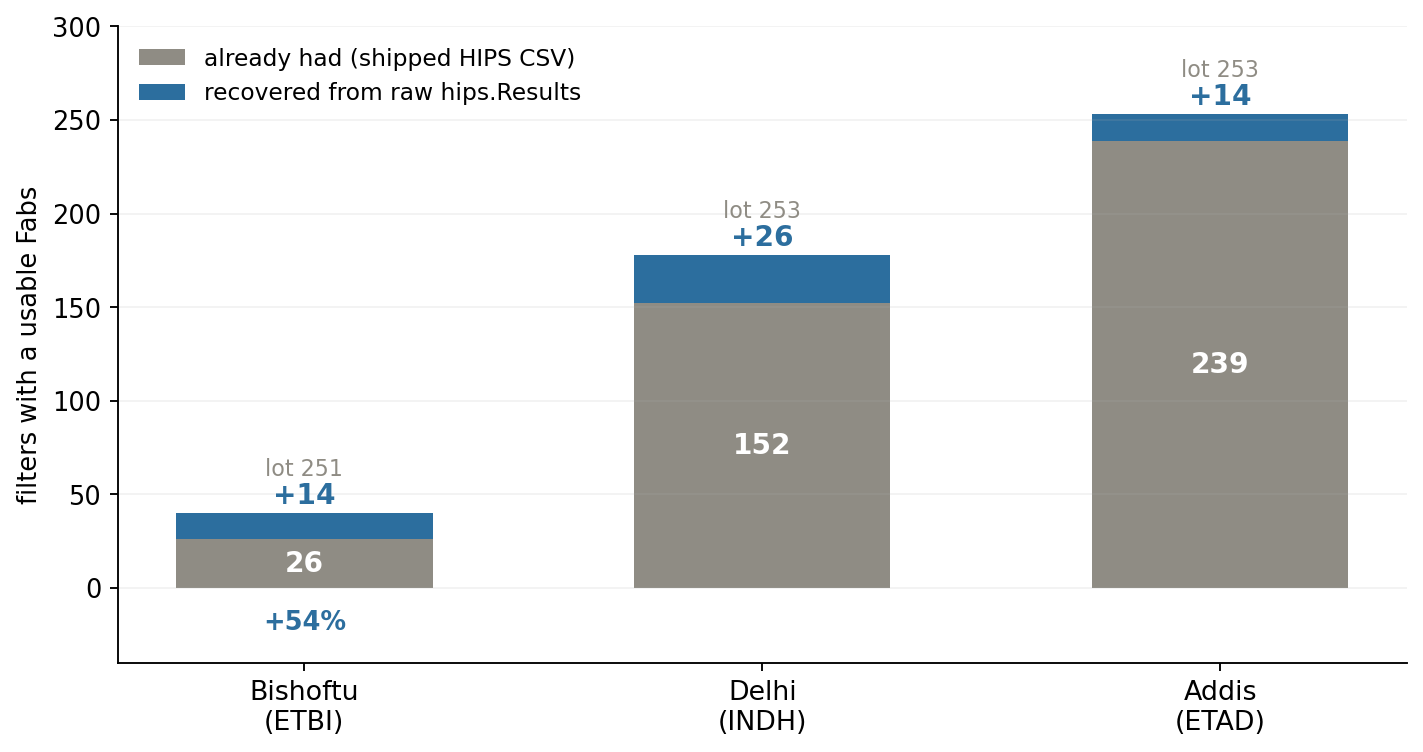 300
250
200
150
100
50
0
filters with a usable Fabs
already had (shipped HIPS CSV)
recovered from raw hips.Results
lot 251
+14
26
+54%
lot 253
+26
152
lot 253
+14
239
Bishoftu
(ETBI)
Delhi
(INDH)
Addis
(ETAD)